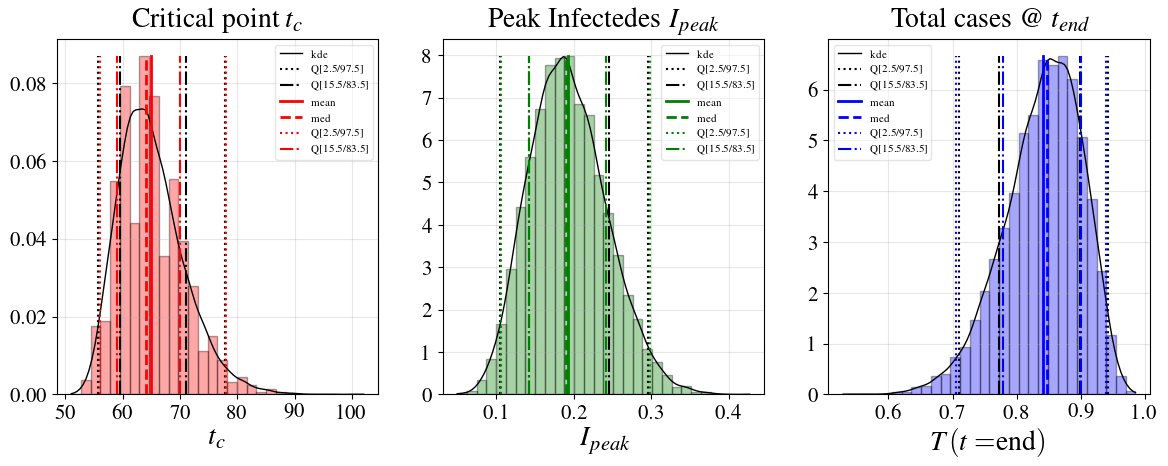 Critical point t_c
kde
Q[2.5/97.5]
Q[15.5/83.5]
mean
med
Q[2.5/97.5]
Q[15.5/83.5]
0.08
0.06
0.04
0.02
0.00
50 60 70 80 90 100
t_c
Peak Infectedes I_peak
kde
Q[2.5/97.5]
Q[15.5/83.5]
mean
med
Q[2.5/97.5]
Q[15.5/83.5]
8
7
6
5
4
3
2
1
0
0.1 0.2 0.3 0.4
I_peak
Total cases @ t_end
kde
Q[2.5/97.5]
Q[15.5/83.5]
mean
med
Q[2.5/97.5]
Q[15.5/83.5]
6
5
4
3
2
1
0
0.6 0.7 0.8 0.9 1.0
T (t =end)